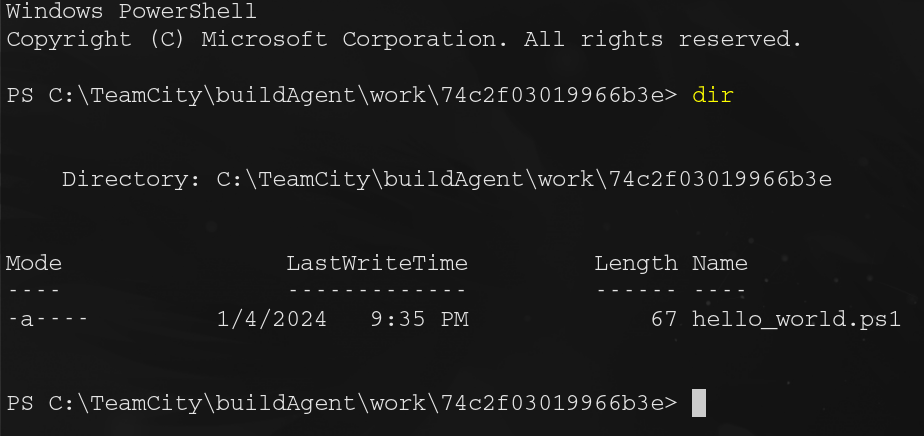 Windows PowerShell
Copyright (C) Microsoft Corporation. All rights reserved.
PS C:\TeamCity\buildAgent\work\74c2f03019966b3e> dir
Directory: C:\TeamCity\buildAgent\work\74c2f03019966b3e
Mode                LastWriteTime         Length Name
----                -------------         ------ ----
-a----         1/4/2024   9:35 PM             67 hello_world.ps1
PS C:\TeamCity\buildAgent\work\74c2f03019966b3e>